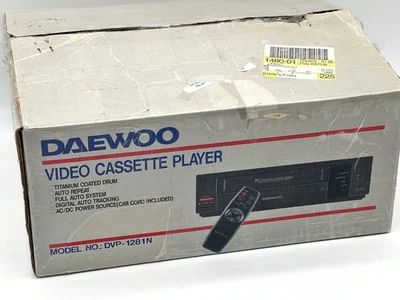 1480-01
225
DAEWOO
VIDEO CASSETTE PLAYER
TITANIUM COATED DRUM
AUTO REPEAT
FULL AUTO SYSTEM
DIGITAL AUTO TRACKING
AC/DC POWER SOURCE(CAR CORD INCLUDED)
MODEL NO.: DVP-1281N